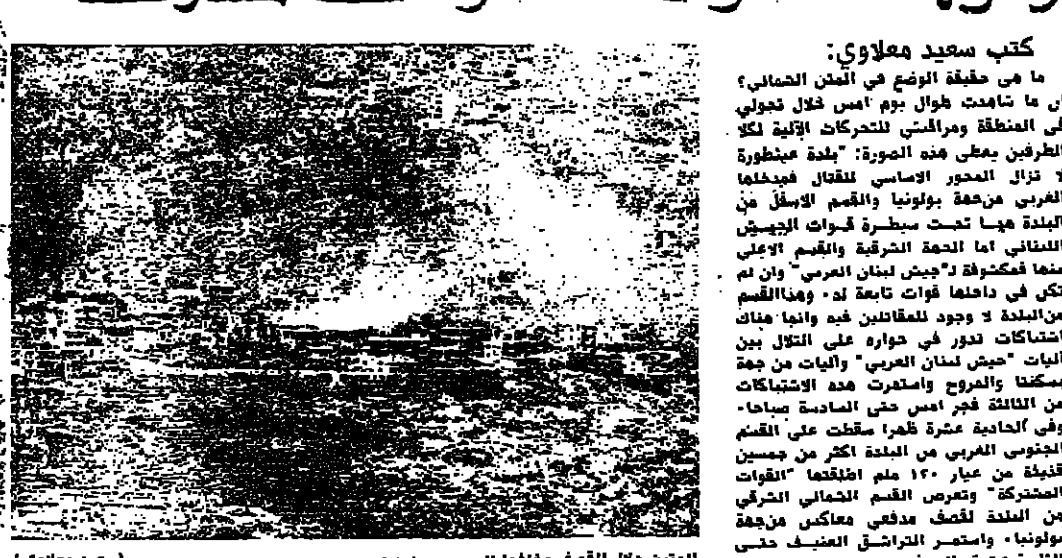 كتب سعيد معلاوي:
ما هي حقيقة الوضع في المتن الشمالي؟
ان ما شاهدت طوال يوم امس خلال تجولي
في المنطقة ومراقبتي للتحركات الآلية لكلا
الطرفين يعطي هذه الصورة: "بلدة عينطورة
لا تزال المحور الاساسي للقتال فمدخلها
الغربي من جهة بولونيا والقسم الاسفل من
البلدة هما تحت سيطرة قوات الجيش
اللبناني اما الجهة الشرقية والقسم الاعلى
منها فمكشوفة لـ"جيش لبنان العربي" وان لم
تكن في داخلها قوات تابعة له. وهذا القسم
من البلدة لا وجود للمقاتلين فيه وانما هناك
اشتباكات تدور في جواره على التلال بين
آليات "جيش لبنان العربي" وآليات من جهة
بسكنتا والمروج واستمرت هذه الاشتباكات
من الثالثة فجر امس حتى السادسة صباحا.
وفي الحادية عشرة ظهرا سقطت على القسم
الجنوبي الغربي من البلدة اكثر من خمسين
قذيفة من عيار ١٢٠ ملم اطلقتها "القوات
المشتركة" وتعرض القسم الشمالي الشرقي
من البلدة لقصف مدفعي معاكس من جهة
بولونيا. واستمر التراشق العنيف حتى